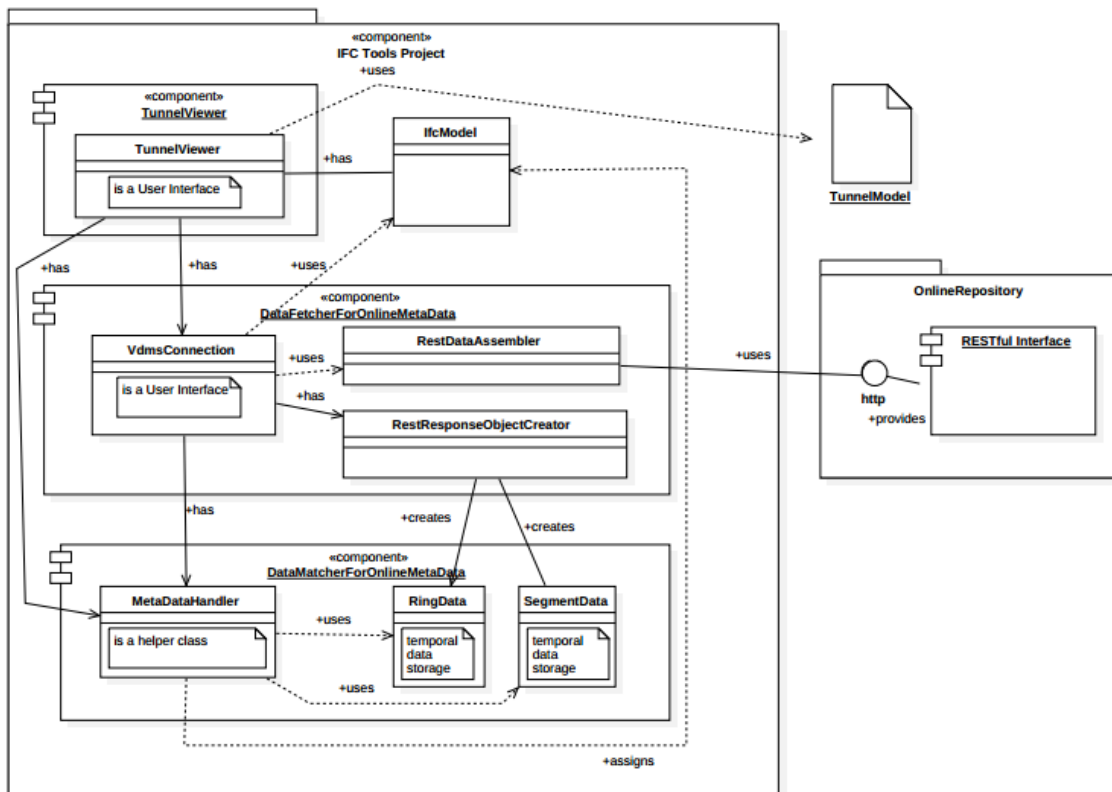 «component»
IFC Tools Project
+uses
«component»
TunnelViewer
TunnelViewer
is a User Interface
+has
IfcModel
TunnelModel
+has
+has
+uses
«component»
DataFetcherForOnlineMetaData
VdmsConnection
is a User Interface
+uses
RestDataAssembler
+has
RestResponseObjectCreator
+uses
OnlineRepository
RESTful Interface
http
+provides
+has
+creates
+creates
«component»
DataMatcherForOnlineMetaData
MetaDataHandler
is a helper class
+uses
RingData
temporal
data
storage
SegmentData
temporal
data
storage
+uses
+assigns